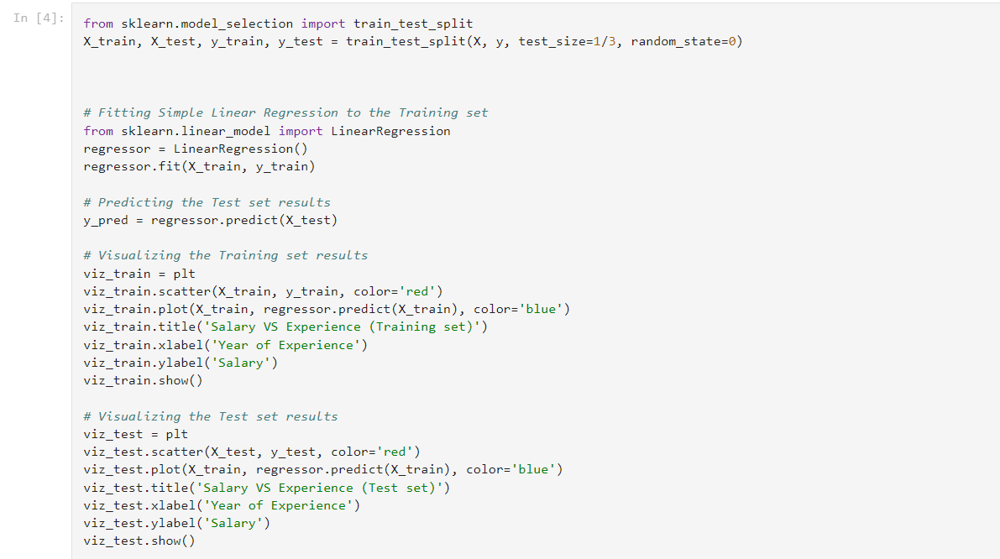 In [4]:
from sklearn.model_selection import train_test_split
X_train, X_test, y_train, y_test = train_test_split(X, y, test_size=1/3, random_state=0)
# Fitting Simple Linear Regression to the Training set
from sklearn.linear_model import LinearRegression
regressor = LinearRegression()
regressor.fit(X_train, y_train)
# Predicting the Test set results
y_pred = regressor.predict(X_test)
# Visualizing the Training set results
viz_train = plt
viz_train.scatter(X_train, y_train, color='red')
viz_train.plot(X_train, regressor.predict(X_train), color='blue')
viz_train.title('Salary VS Experience (Training set)')
viz_train.xlabel('Year of Experience')
viz_train.ylabel('Salary')
viz_train.show()
# Visualizing the Test set results
viz_test = plt
viz_test.scatter(X_test, y_test, color='red')
viz_test.plot(X_train, regressor.predict(X_train), color='blue')
viz_test.title('Salary VS Experience (Test set)')
viz_test.xlabel('Year of Experience')
viz_test.ylabel('Salary')
viz_test.show()